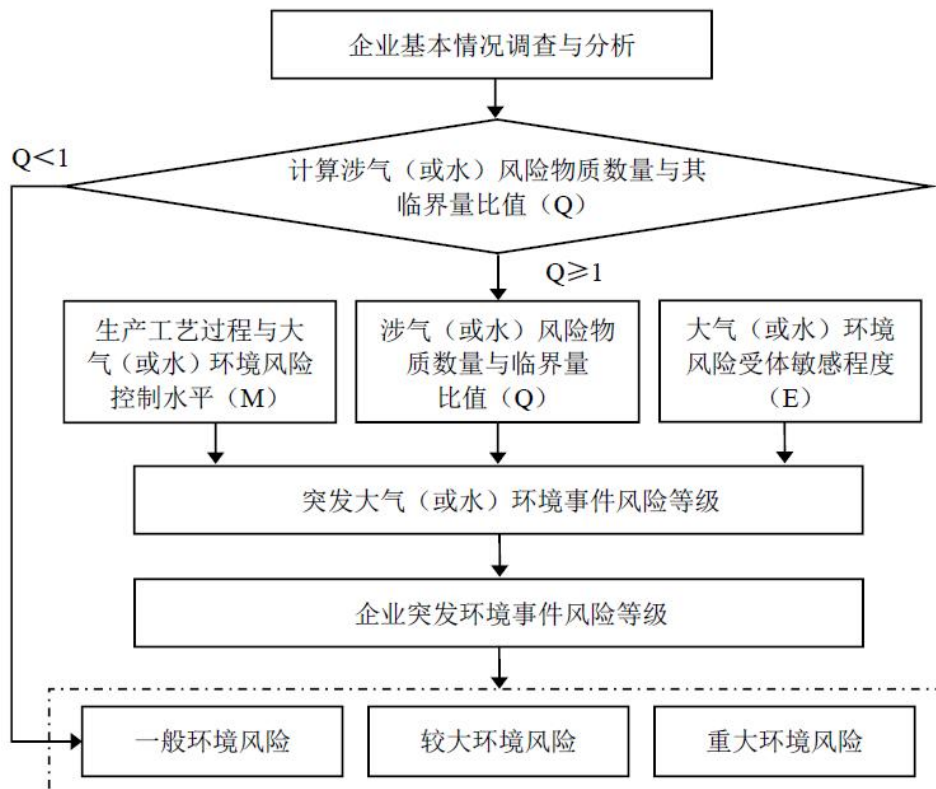 企业基本情况调查与分析
Q＜1
计算涉气（或水）风险物质数量与其
临界量比值（Q）
Q≥1
生产工艺过程与大
气（或水）环境风险
控制水平（M）
涉气（或水）风险物
质数量与临界量
比值（Q）
大气（或水）环境
风险受体敏感程度
（E）
突发大气（或水）环境事件风险等级
企业突发环境事件风险等级
一般环境风险
较大环境风险
重大环境风险